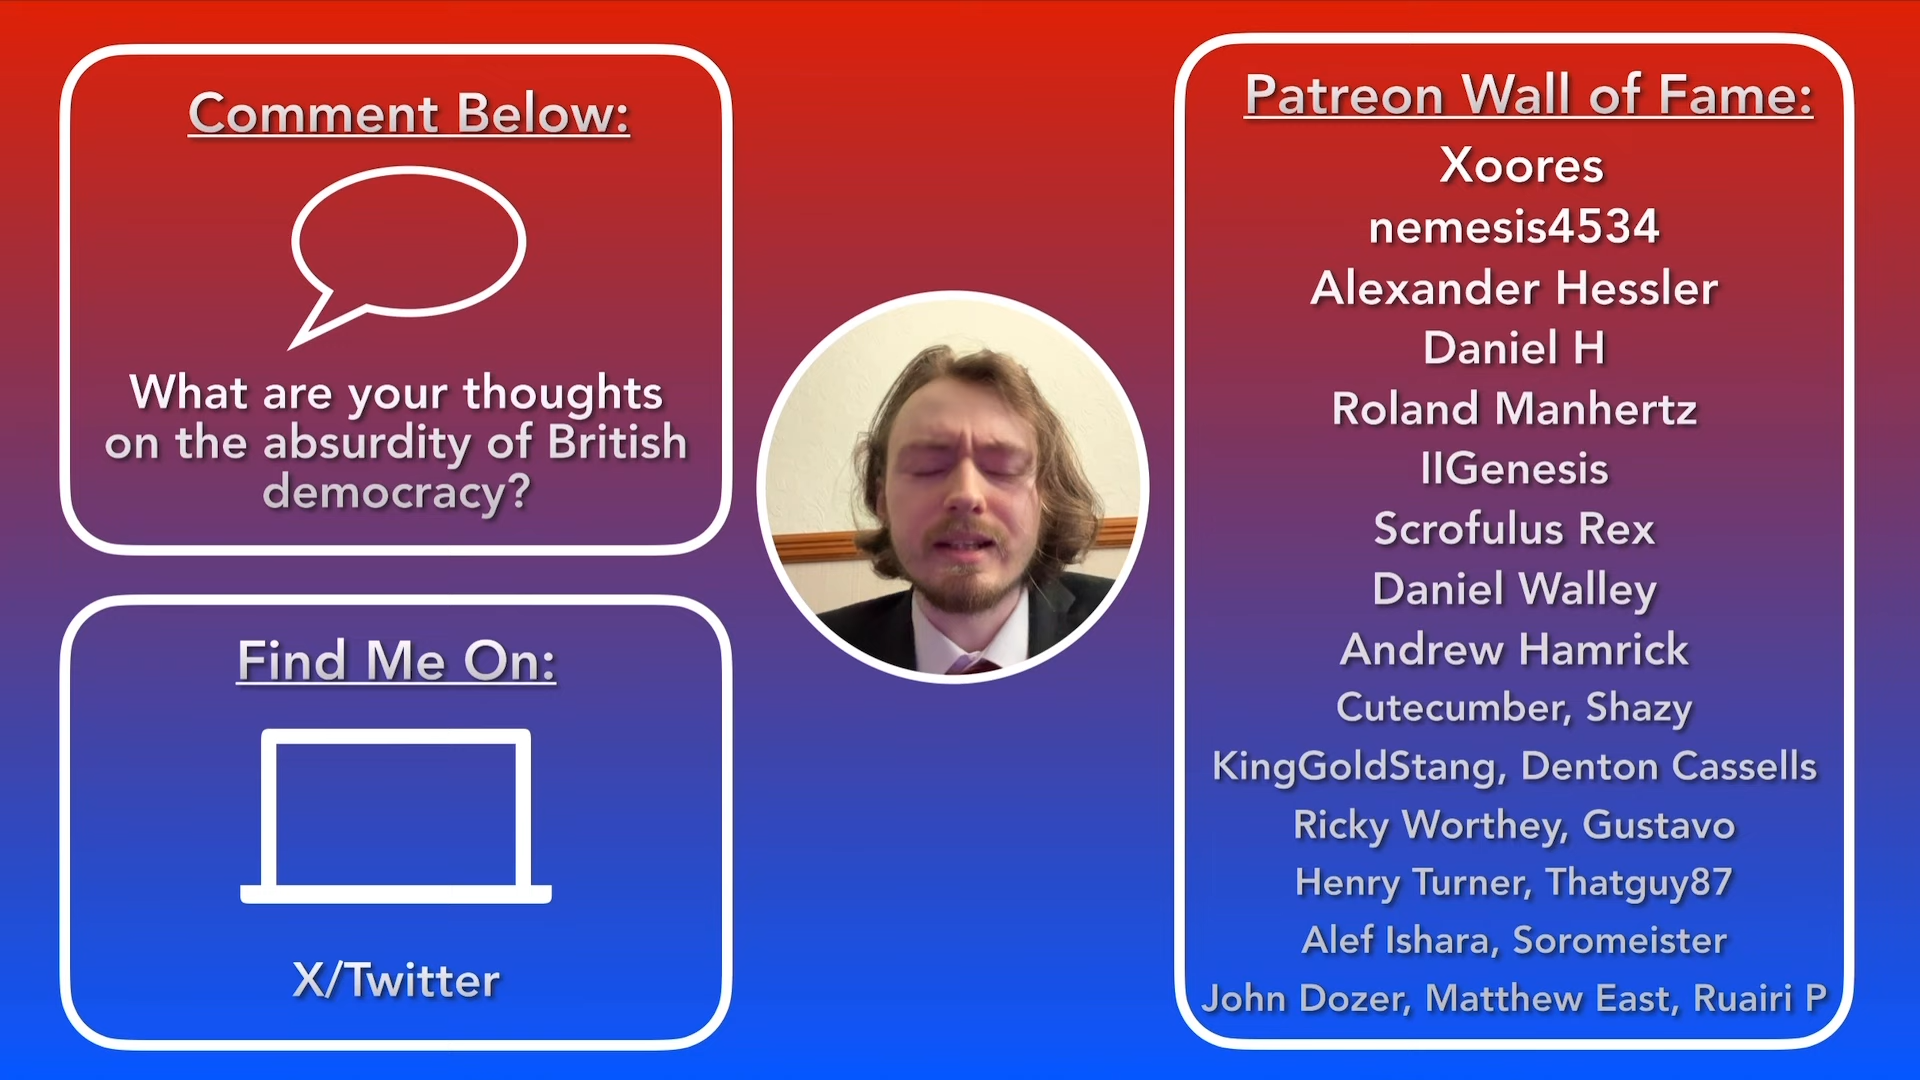 Comment Below:
What are your thoughts
on the absurdity of British
democracy?
Find Me On:
X/Twitter
Patreon Wall of Fame:
Xoores
nemesis4534
Alexander Hessler
Daniel H
Roland Manhertz
IIGenesis
Scrofulus Rex
Daniel Walley
Andrew Hamrick
Cutecumber, Shazy
KingGoldStang, Denton Cassells
Ricky Worthey, Gustavo
Henry Turner, Thatguy87
Alef Ishara, Soromeister
John Dozer, Matthew East, Ruairi P